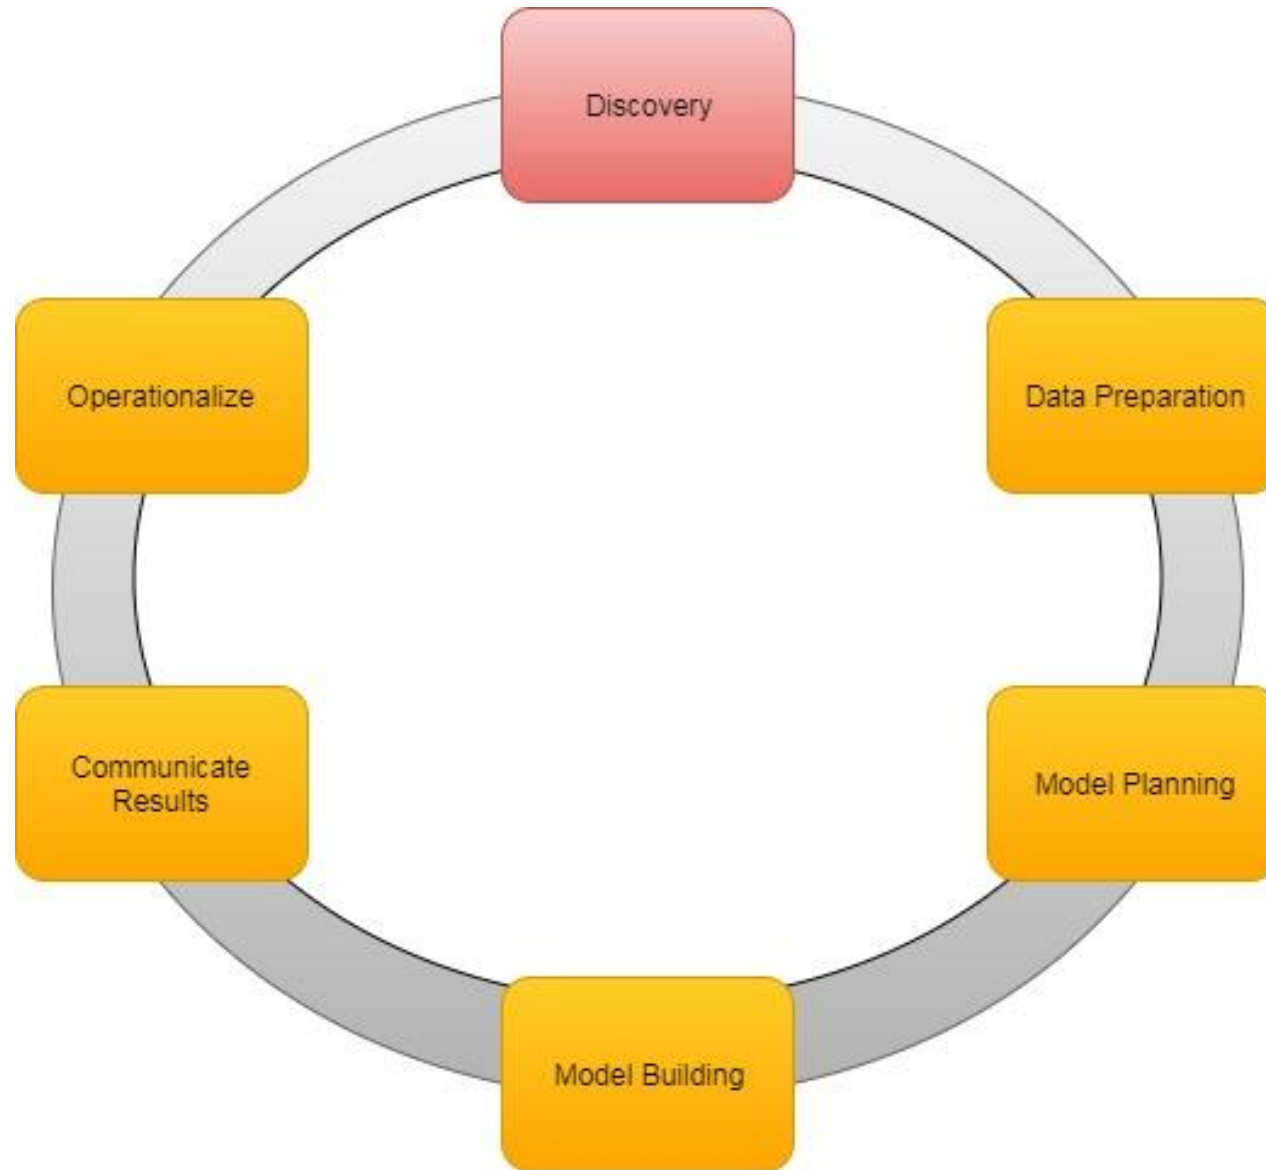 Discovery
Data Preparation
Model Planning
Model Building
Communicate
Results
Operationalize